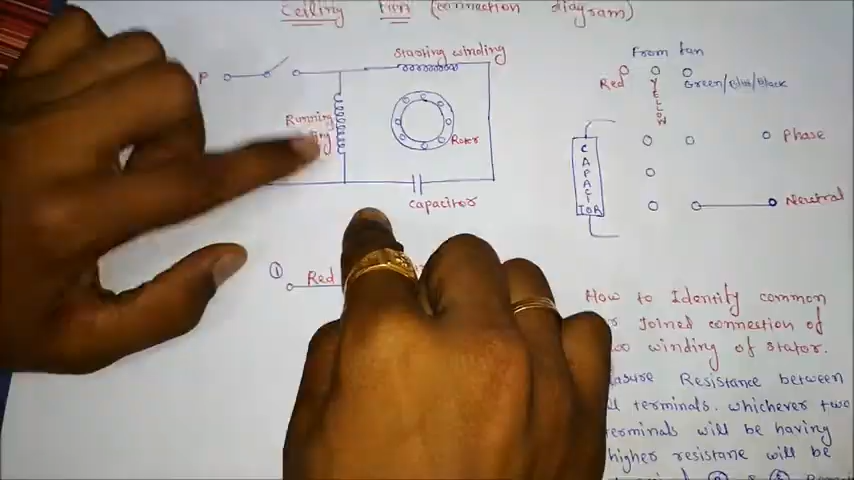 Ceiling Fan (connection diagram)
P
Starting winding
Running
Rotor
Capacitor
From fan
Red
YELLOW
Green/Blue/Black
CAPACITOR
Phase
Neutral
① Red
How to Identify common
Joined connection of
winding of stator.
Resistance between
terminals. whichever two
terminals will be having
higher resistane will be